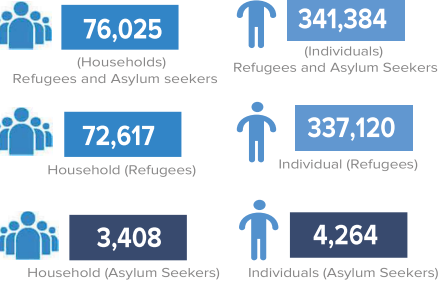 76,025
(Households)
Refugees and Asylum seekers
341,384
(Individuals)
Refugees and Asylum Seekers
72,617
Household (Refugees)
337,120
Individual (Refugees)
3,408
Household (Asylum Seekers)
4,264
Individuals (Asylum Seekers)